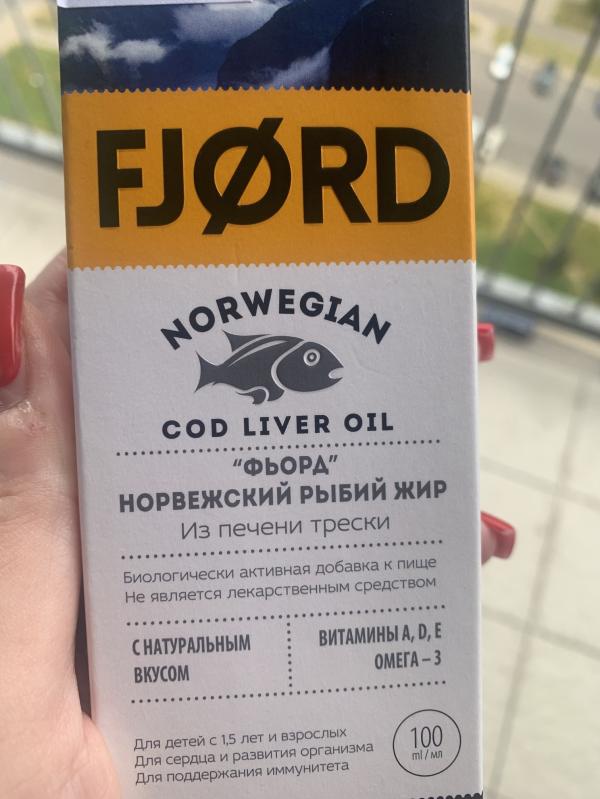 FJØRD
NORWEGIAN
COD LIVER OIL
"ФЬОРД"
НОРВЕЖСКИЙ РЫБИЙ ЖИР
Из печени трески
Биологически активная добавка к пище
Не является лекарственным средством
С НАТУРАЛЬНЫМ
ВКУСОМ
ВИТАМИНЫ A, D, E
ОМЕГА – 3
Для детей с 1,5 лет и взрослых
Для сердца и развития организма
Для поддержания иммунитета
100
ml / мл